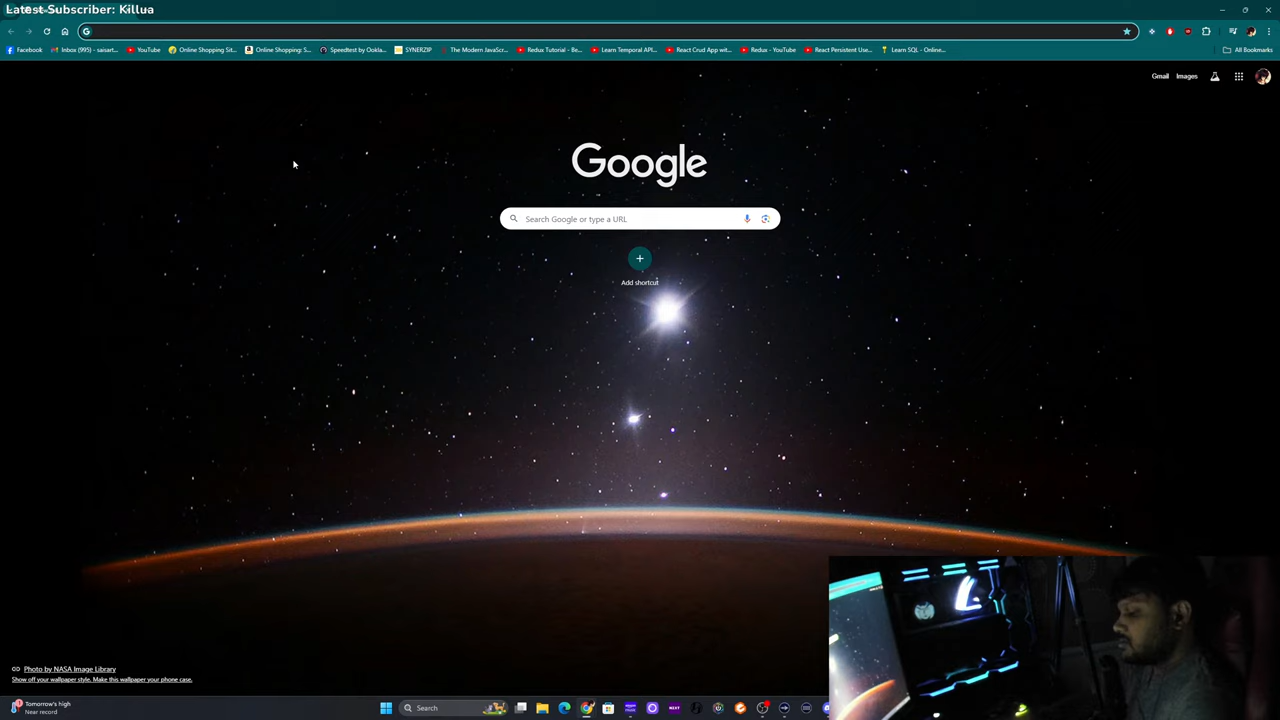 Latest Subscriber: Killua
Facebook
Inbox (995) - saisart...
YouTube
Online Shopping Sit...
Online Shopping: S...
Speedtest by Ookla...
SYNERZIP
The Modern JavaScr...
Redux Tutorial - Be...
Learn Temporal API...
React Crud App wit...
Redux - YouTube
React Persistent Use...
Learn SQL - Online...
All Bookmarks
Gmail
Images
Google
Search Google or type a URL
Add shortcut
Photo by NASA Image Library
Show off your wallpaper style. Make this wallpaper your phone case.
Tomorrow's high
Near record
Search